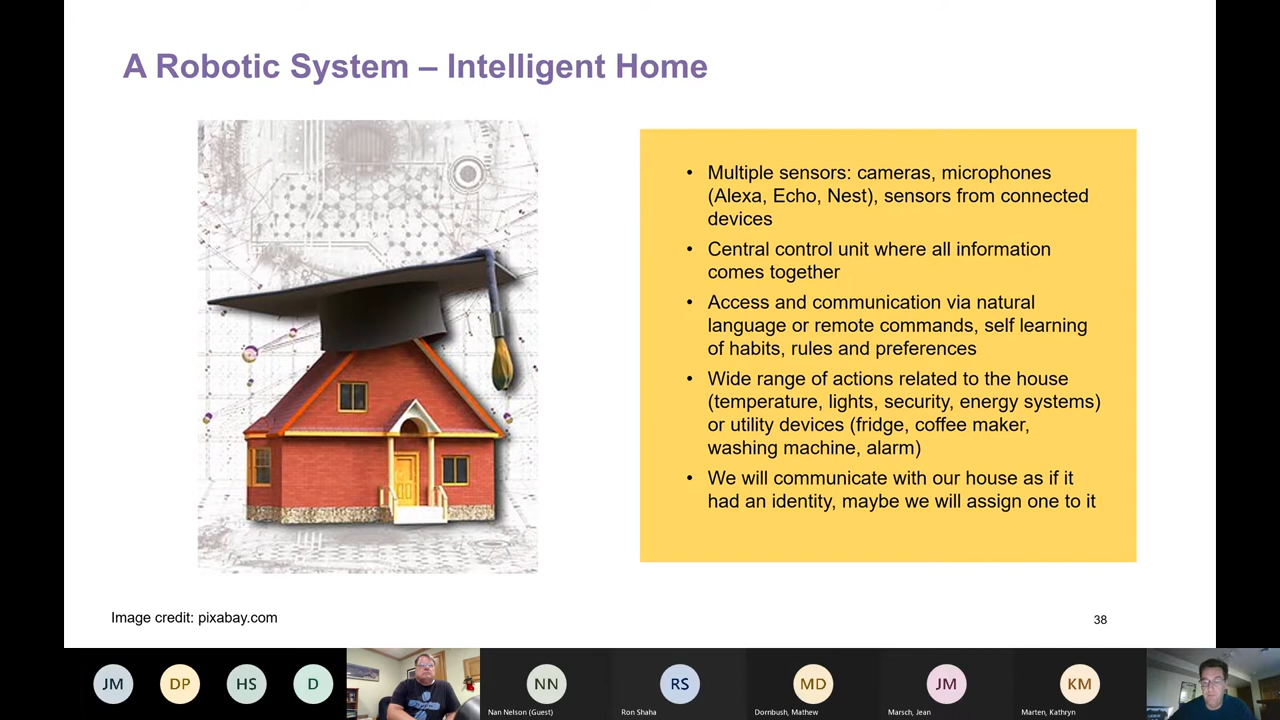 A Robotic System – Intelligent Home
• Multiple sensors: cameras, microphones
(Alexa, Echo, Nest), sensors from connected
devices
• Central control unit where all information
comes together
• Access and communication via natural
language or remote commands, self learning
of habits, rules and preferences
• Wide range of actions related to the house
(temperature, lights, security, energy systems)
or utility devices (fridge, coffee maker,
washing machine, alarm)
• We will communicate with our house as if it
had an identity, maybe we will assign one to it
Image credit: pixabay.com
38
JM
DP
HS
D
NN
RS
MD
JM
KM
Nan Nelson (Guest)
Ron Shaha
Dornbush, Mathew
Marsch, Jean
Marten, Kathryn